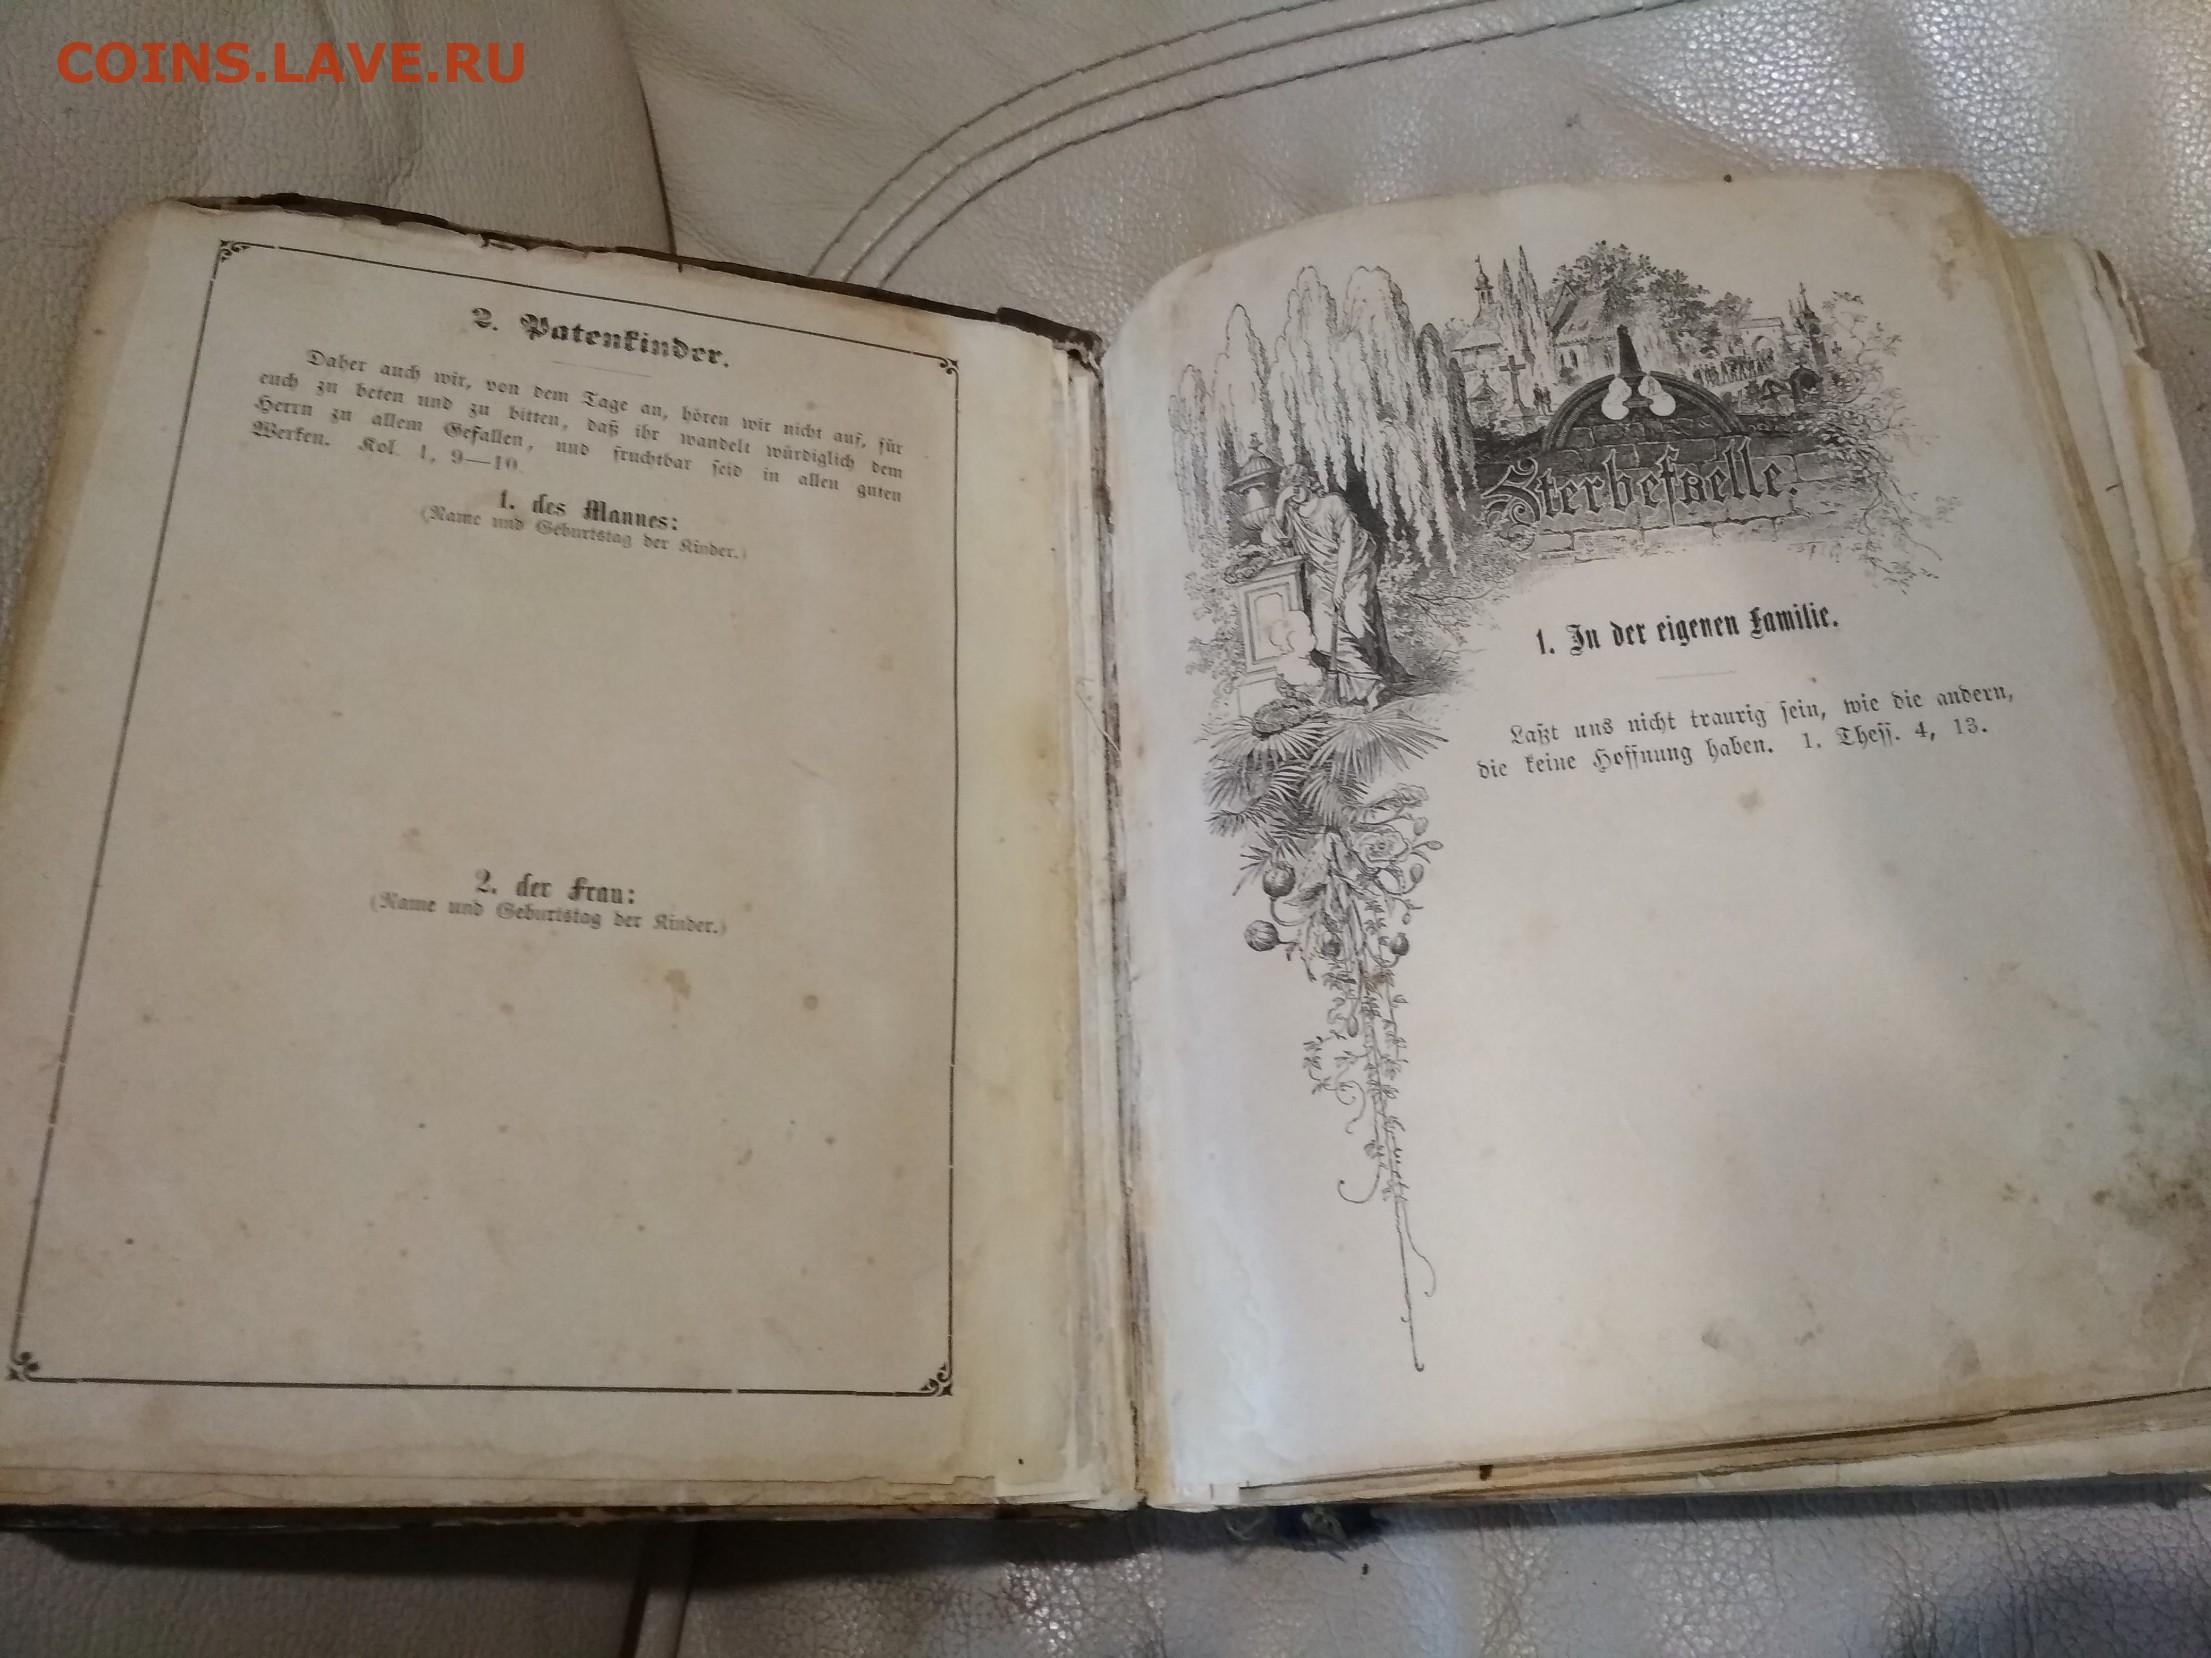 COINS.LAVE.RU
2. Patenkinder.
Daher auch wir, von dem Tage an, hören wir nicht auf, für
euch zu beten und zu bitten, daß ihr wandelt würdiglich dem
Herrn zu allem Gefallen, und fruchtbar seid in allen guten
Werken. Kol. 1, 9—10.
1. des Mannes:
(Name und Geburtstag der Kinder.)
2. der Frau:
(Name und Geburtstag der Kinder.)
Sterbefaelle.
1. In der eigenen Familie.
Laßt uns nicht traurig sein, wie die andern,
die keine Hoffnung haben. 1. Thess. 4, 13.